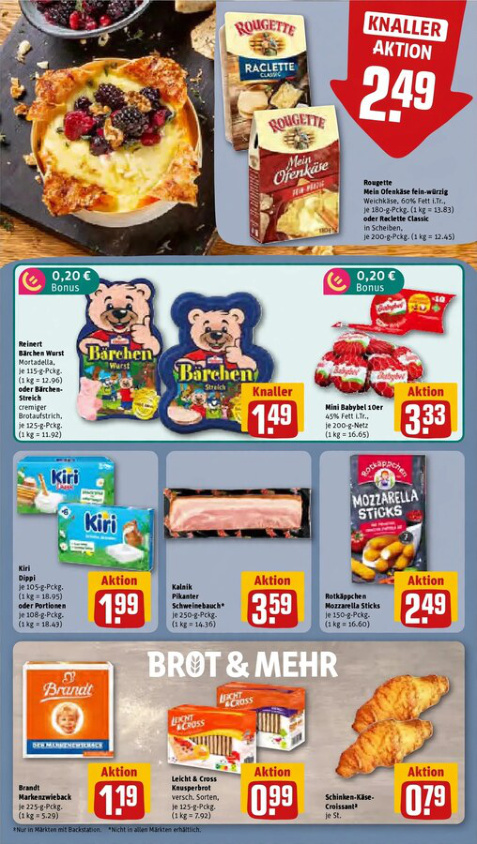 KNALLER
AKTION
2.49
ROUGETTE
RACLETTE
CLASSIC
ROUGETTE
Mein
Ofenkäse
FEIN-WÜRZIG
Rougette
Mein Ofenkäse fein-würzig
Weichkäse, 60% Fett i.Tr.,
je 180-g-Pckg. (1 kg = 13.83)
oder Raclette Classic
in Scheiben,
je 200-g-Pckg. (1 kg = 12.45)
0,20 €
Bonus
Reinert
Bärchen Wurst
Mortadella,
je 115-g-Pckg.
(1 kg = 12.96)
oder Bärchen-
Streich
cremiger
Brotaufstrich,
je 125-g-Pckg.
(1 kg = 11.92)
Bärchen
Wurst
Bärchen
Streich
Knaller
1.49
0,20 €
Bonus
Babybel
Mini Babybel 10er
45% Fett i.Tr.,
je 200-g-Netz
(1 kg = 16.65)
Aktion
3.33
Kiri
Kiri
Kiri
Dippi
je 105-g-Pckg.
(1 kg = 18.95)
oder Portionen
je 108-g-Pckg.
(1 kg = 18.43)
Aktion
1.99
Kalnik
Pikanter
Schweinebauch*
je 250-g-Pckg.
(1 kg = 14.36)
Aktion
3.59
Rotkäppchen
MOZZARELLA
STICKS
Rotkäppchen
Mozzarella Sticks
je 150-g-Pckg.
(1 kg = 16.60)
Aktion
2.49
BROT & MEHR
Brandt
DER MARKENZWIEBACK
Brandt
Markenzwieback
je 225-g-Pckg.
(1 kg = 5.29)
Aktion
1.19
LEICHT & CROSS
LEICHT & CROSS
Leicht & Cross
Knusperbrot
versch. Sorten,
je 125-g-Pckg.
(1 kg = 7.92)
Aktion
0.99
Schinken-Käse-
Croissant²
je St.
Aktion
0.79
²Nur in Märkten mit Backstation. *Nicht in allen Märkten erhältlich.